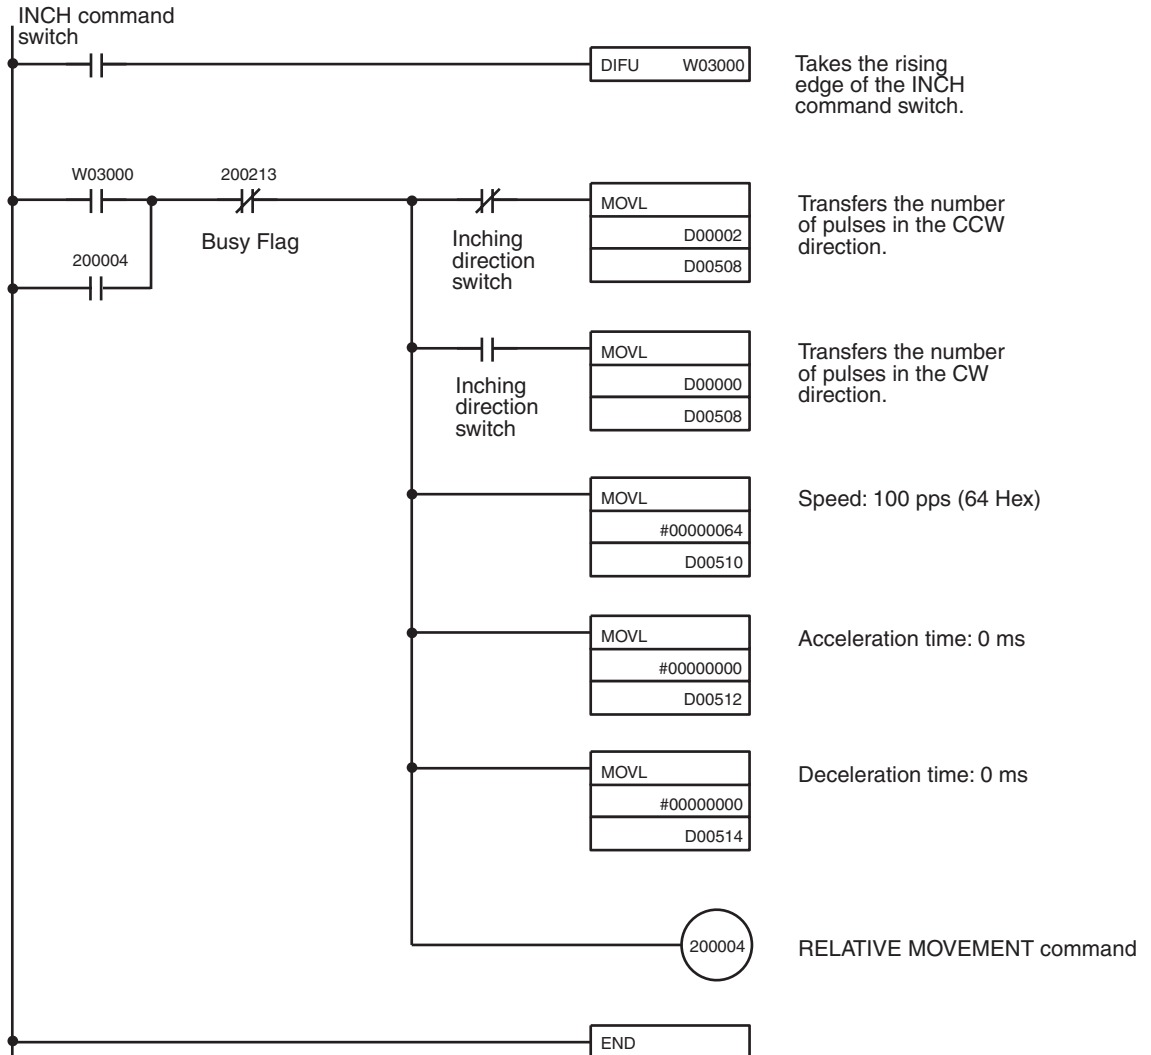 INCH command
switch
DIFU W03000
Takes the rising
edge of the INCH
command switch.
W03000
200213
Busy Flag
200004
Inching
direction
switch
MOVL
D00002
D00508
Transfers the number
of pulses in the CCW
direction.
Inching
direction
switch
MOVL
D00000
D00508
Transfers the number
of pulses in the CW
direction.
MOVL
#00000064
D00510
Speed: 100 pps (64 Hex)
MOVL
#00000000
D00512
Acceleration time: 0 ms
MOVL
#00000000
D00514
Deceleration time: 0 ms
200004
RELATIVE MOVEMENT command
END